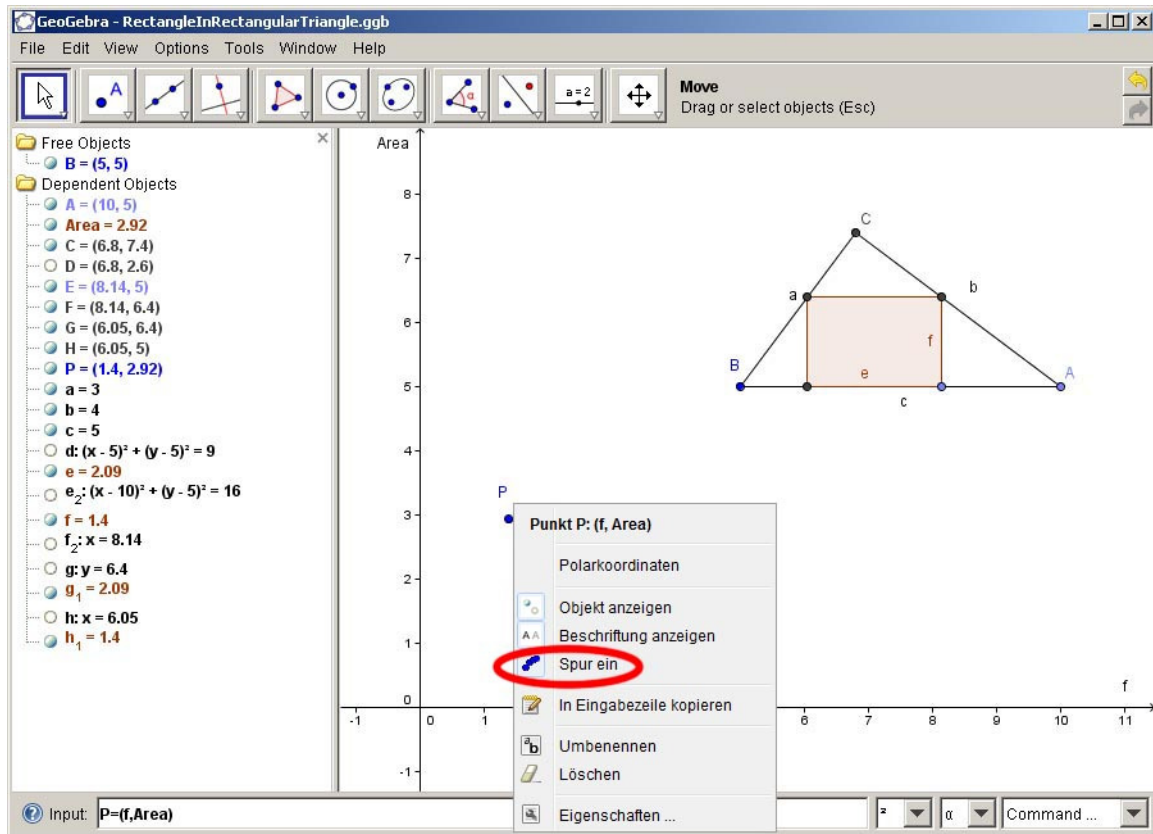 GeoGebra - RectangleInRectangularTriangle.ggb
File Edit View Options Tools Window Help
A
α
a = 2
Move
Drag or select objects (Esc)
Free Objects
B = (5, 5)
Dependent Objects
A = (10, 5)
Area = 2.92
C = (6.8, 7.4)
D = (6.8, 2.6)
E = (8.14, 5)
F = (8.14, 6.4)
G = (6.05, 6.4)
H = (6.05, 5)
P = (1.4, 2.92)
a = 3
b = 4
c = 5
d: (x - 5)² + (y - 5)² = 9
e = 2.09
e₂: (x - 10)² + (y - 5)² = 16
f = 1.4
f₂: x = 8.14
g: y = 6.4
g₁ = 2.09
h: x = 6.05
h₁ = 1.4
Area
8
7
6
5
4
3
2
1
0
-1
C
a
b
f
B
e
A
c
P
Punkt P: (f, Area)
Polarkoordinaten
Objekt anzeigen
AA Beschriftung anzeigen
Spur ein
In Eingabezeile kopieren
ab Umbenennen
Löschen
Eigenschaften ...
f
-1 0 1 6 7 8 9 10 11
Input: P=(f,Area)
² α Command ...